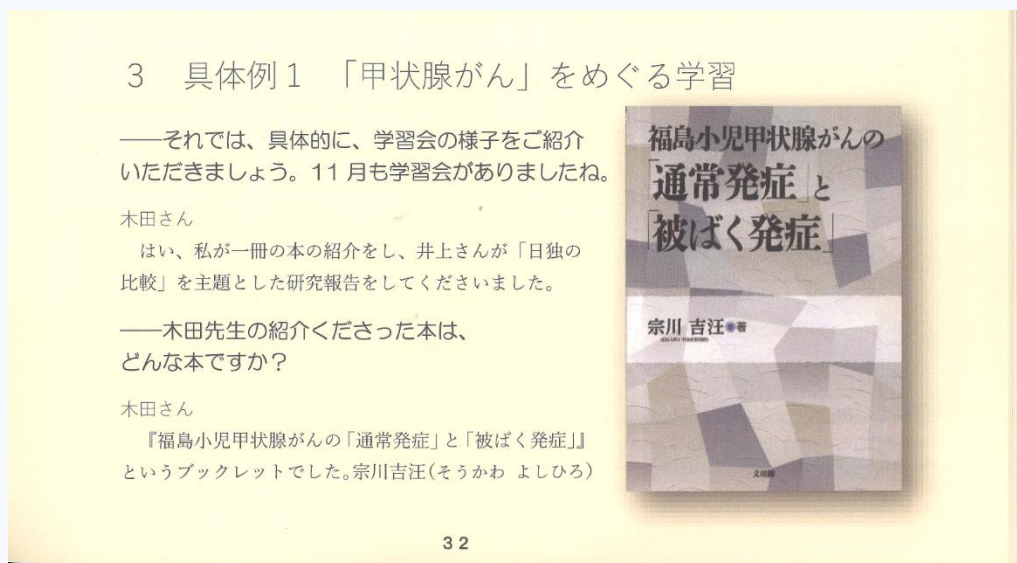 3　具体例1　「甲状腺がん」をめぐる学習
――それでは、具体的に、学習会の様子をご紹介
いただきましょう。11月も学習会がありましたね。
木田さん
はい、私が一冊の本の紹介をし、井上さんが「日独の
比較」を主題とした研究報告をしてくださいました。
――木田先生の紹介くださった本は、
どんな本ですか？
木田さん
『福島小児甲状腺がんの「通常発症」と「被ばく発症」』
というブックレットでした。宗川吉汪(そうかわ よしひろ)
福島小児甲状腺がんの
「通常発症」と
「被ばく発症」
宗川 吉汪●著
32